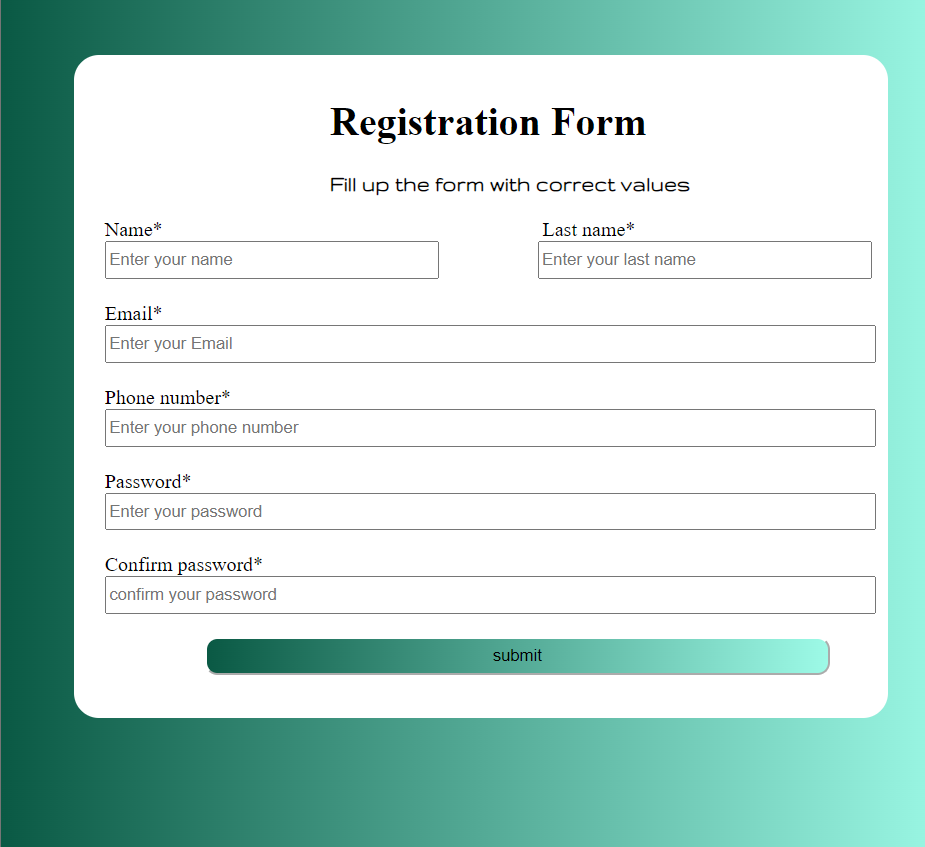 Registration Form
Fill up the form with correct values
Name* Last name*
Enter your name Enter your last name
Email*
Enter your Email
Phone number*
Enter your phone number
Password*
Enter your password
Confirm password*
confirm your password
submit